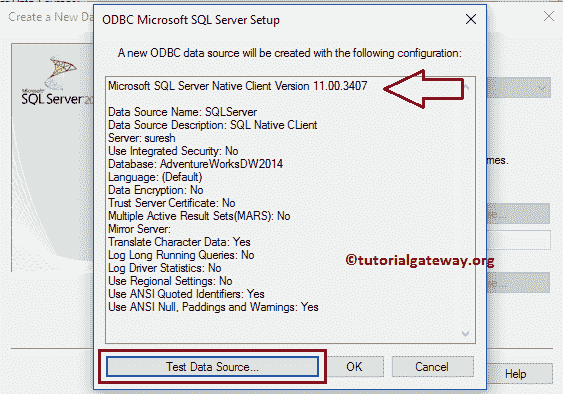 Create a New Da
ODBC Microsoft SQL Server Setup
A new ODBC data source will be created with the following configuration:
Microsoft
SQL Server
Microsoft SQL Server Native Client Version 11.00.3407
Data Source Name: SQLServer
Data Source Description: SQL Native CLient
Server: suresh
Use Integrated Security: No
Database: AdventureWorksDW2014
Language: (Default)
Data Encryption: No
Trust Server Certificate: No
Multiple Active Result Sets(MARS): No
Mirror Server:
Translate Character Data: Yes
Log Long Running Queries: No
Log Driver Statistics: No
Use Regional Settings: No
Use ANSI Quoted Identifiers: Yes
Use ANSI Null, Paddings and Warnings: Yes
©tutorialgateway.org
mes.
Test Data Source...
OK
Cancel
Help